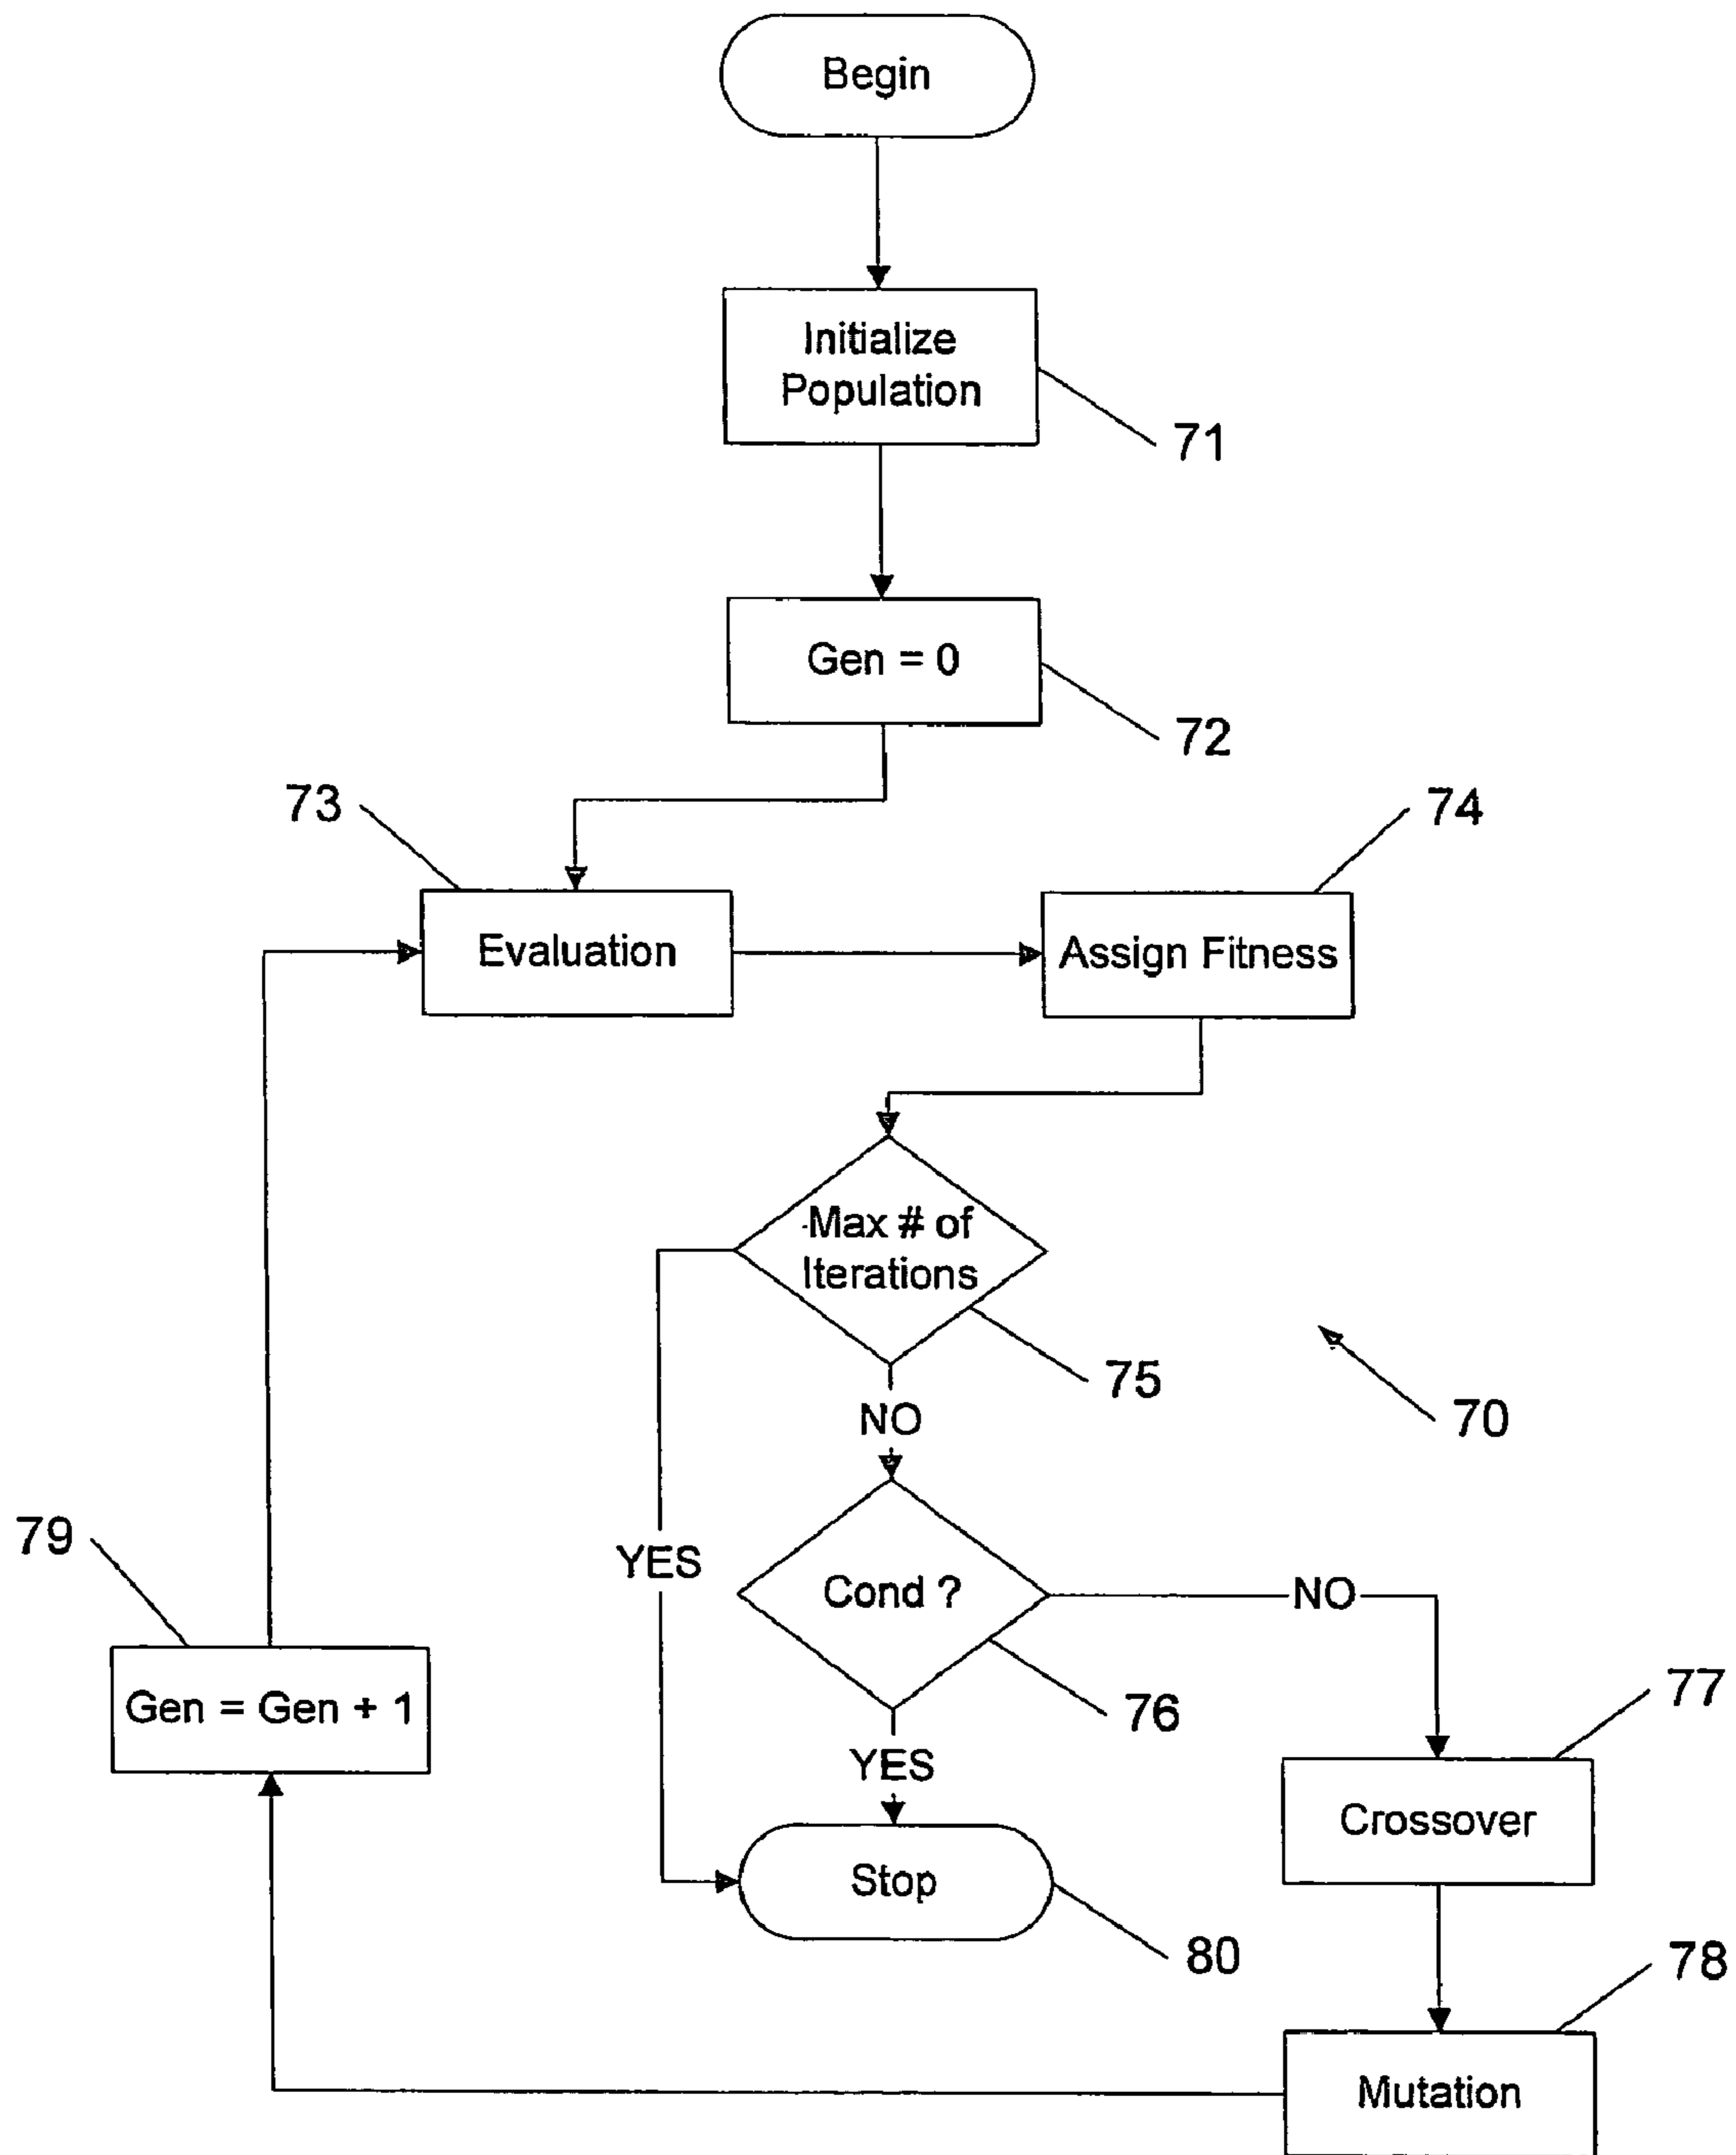 Begin
Initialize
Population
71
Gen = 0
72
73
74
Evaluation
Assign Fitness
Max # of
Iterations
75
70
NO
79
YES
Cond ?
NO
76
77
Gen = Gen + 1
YES
Crossover
Stop
80
78
Mutation